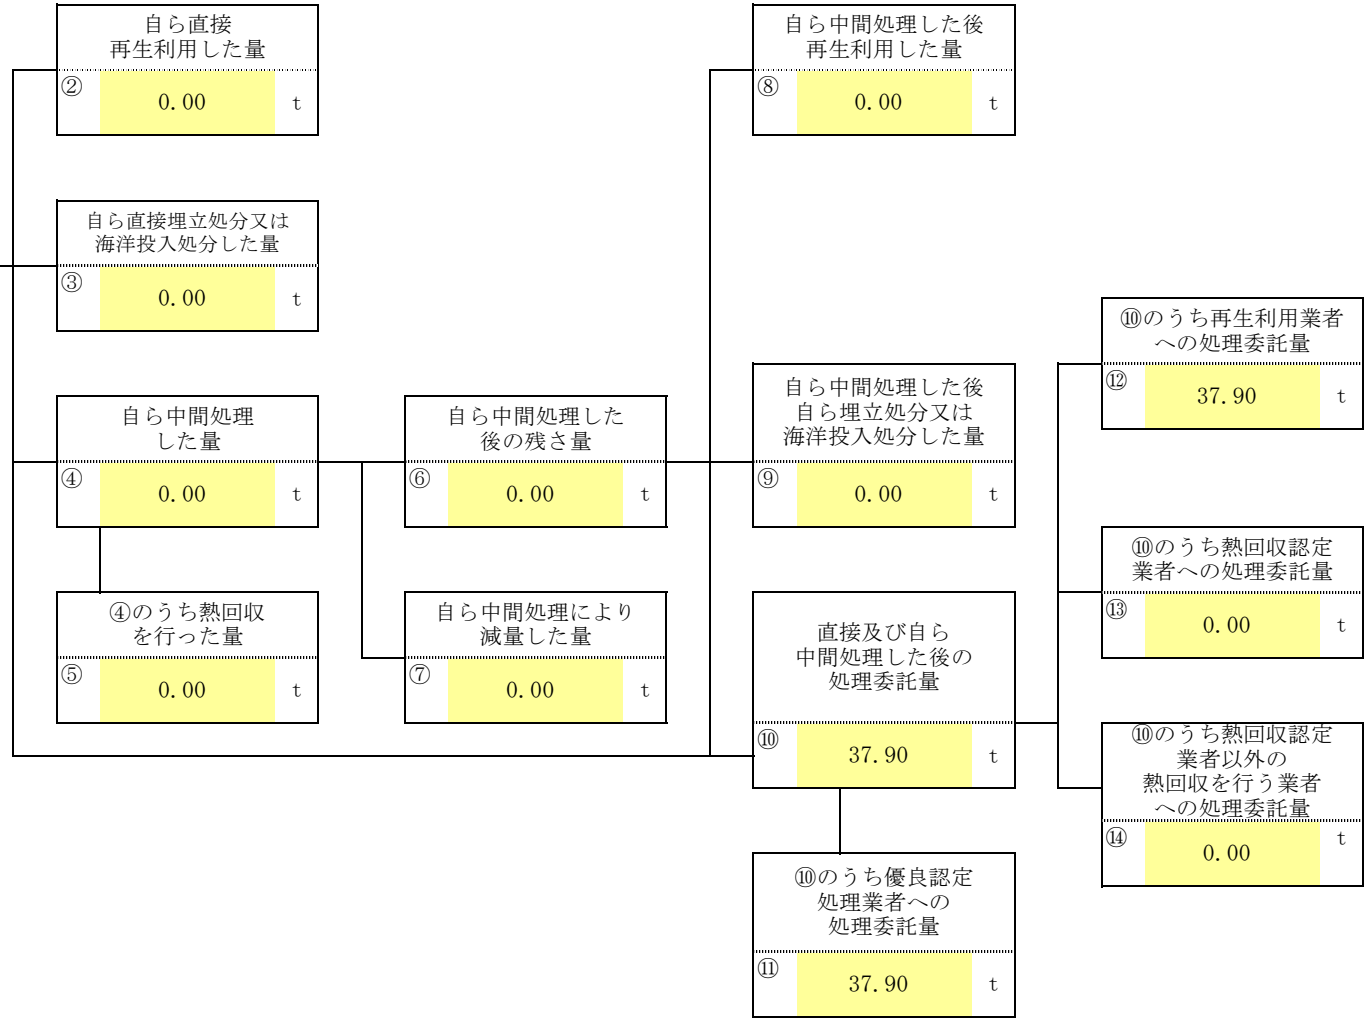 自ら直接
再生利用した量
② 0.00 t
自ら中間処理した後
再生利用した量
⑧ 0.00 t
自ら直接埋立処分又は
海洋投入処分した量
③ 0.00 t
⑩のうち再生利用業者
への処理委託量
⑫ 37.90 t
自ら中間処理
した量
④ 0.00 t
自ら中間処理した
後の残さ量
⑥ 0.00 t
自ら中間処理した後
自ら埋立処分又は
海洋投入処分した量
⑨ 0.00 t
⑩のうち熱回収認定
業者への処理委託量
⑬ 0.00 t
④のうち熱回収
を行った量
⑤ 0.00 t
自ら中間処理により
減量した量
⑦ 0.00 t
直接及び自ら
中間処理した後の
処理委託量
⑩ 37.90 t
⑩のうち熱回収認定
業者以外の
熱回収を行う業者
への処理委託量
⑭ 0.00 t
⑩のうち優良認定
処理業者への
処理委託量
⑪ 37.90 t